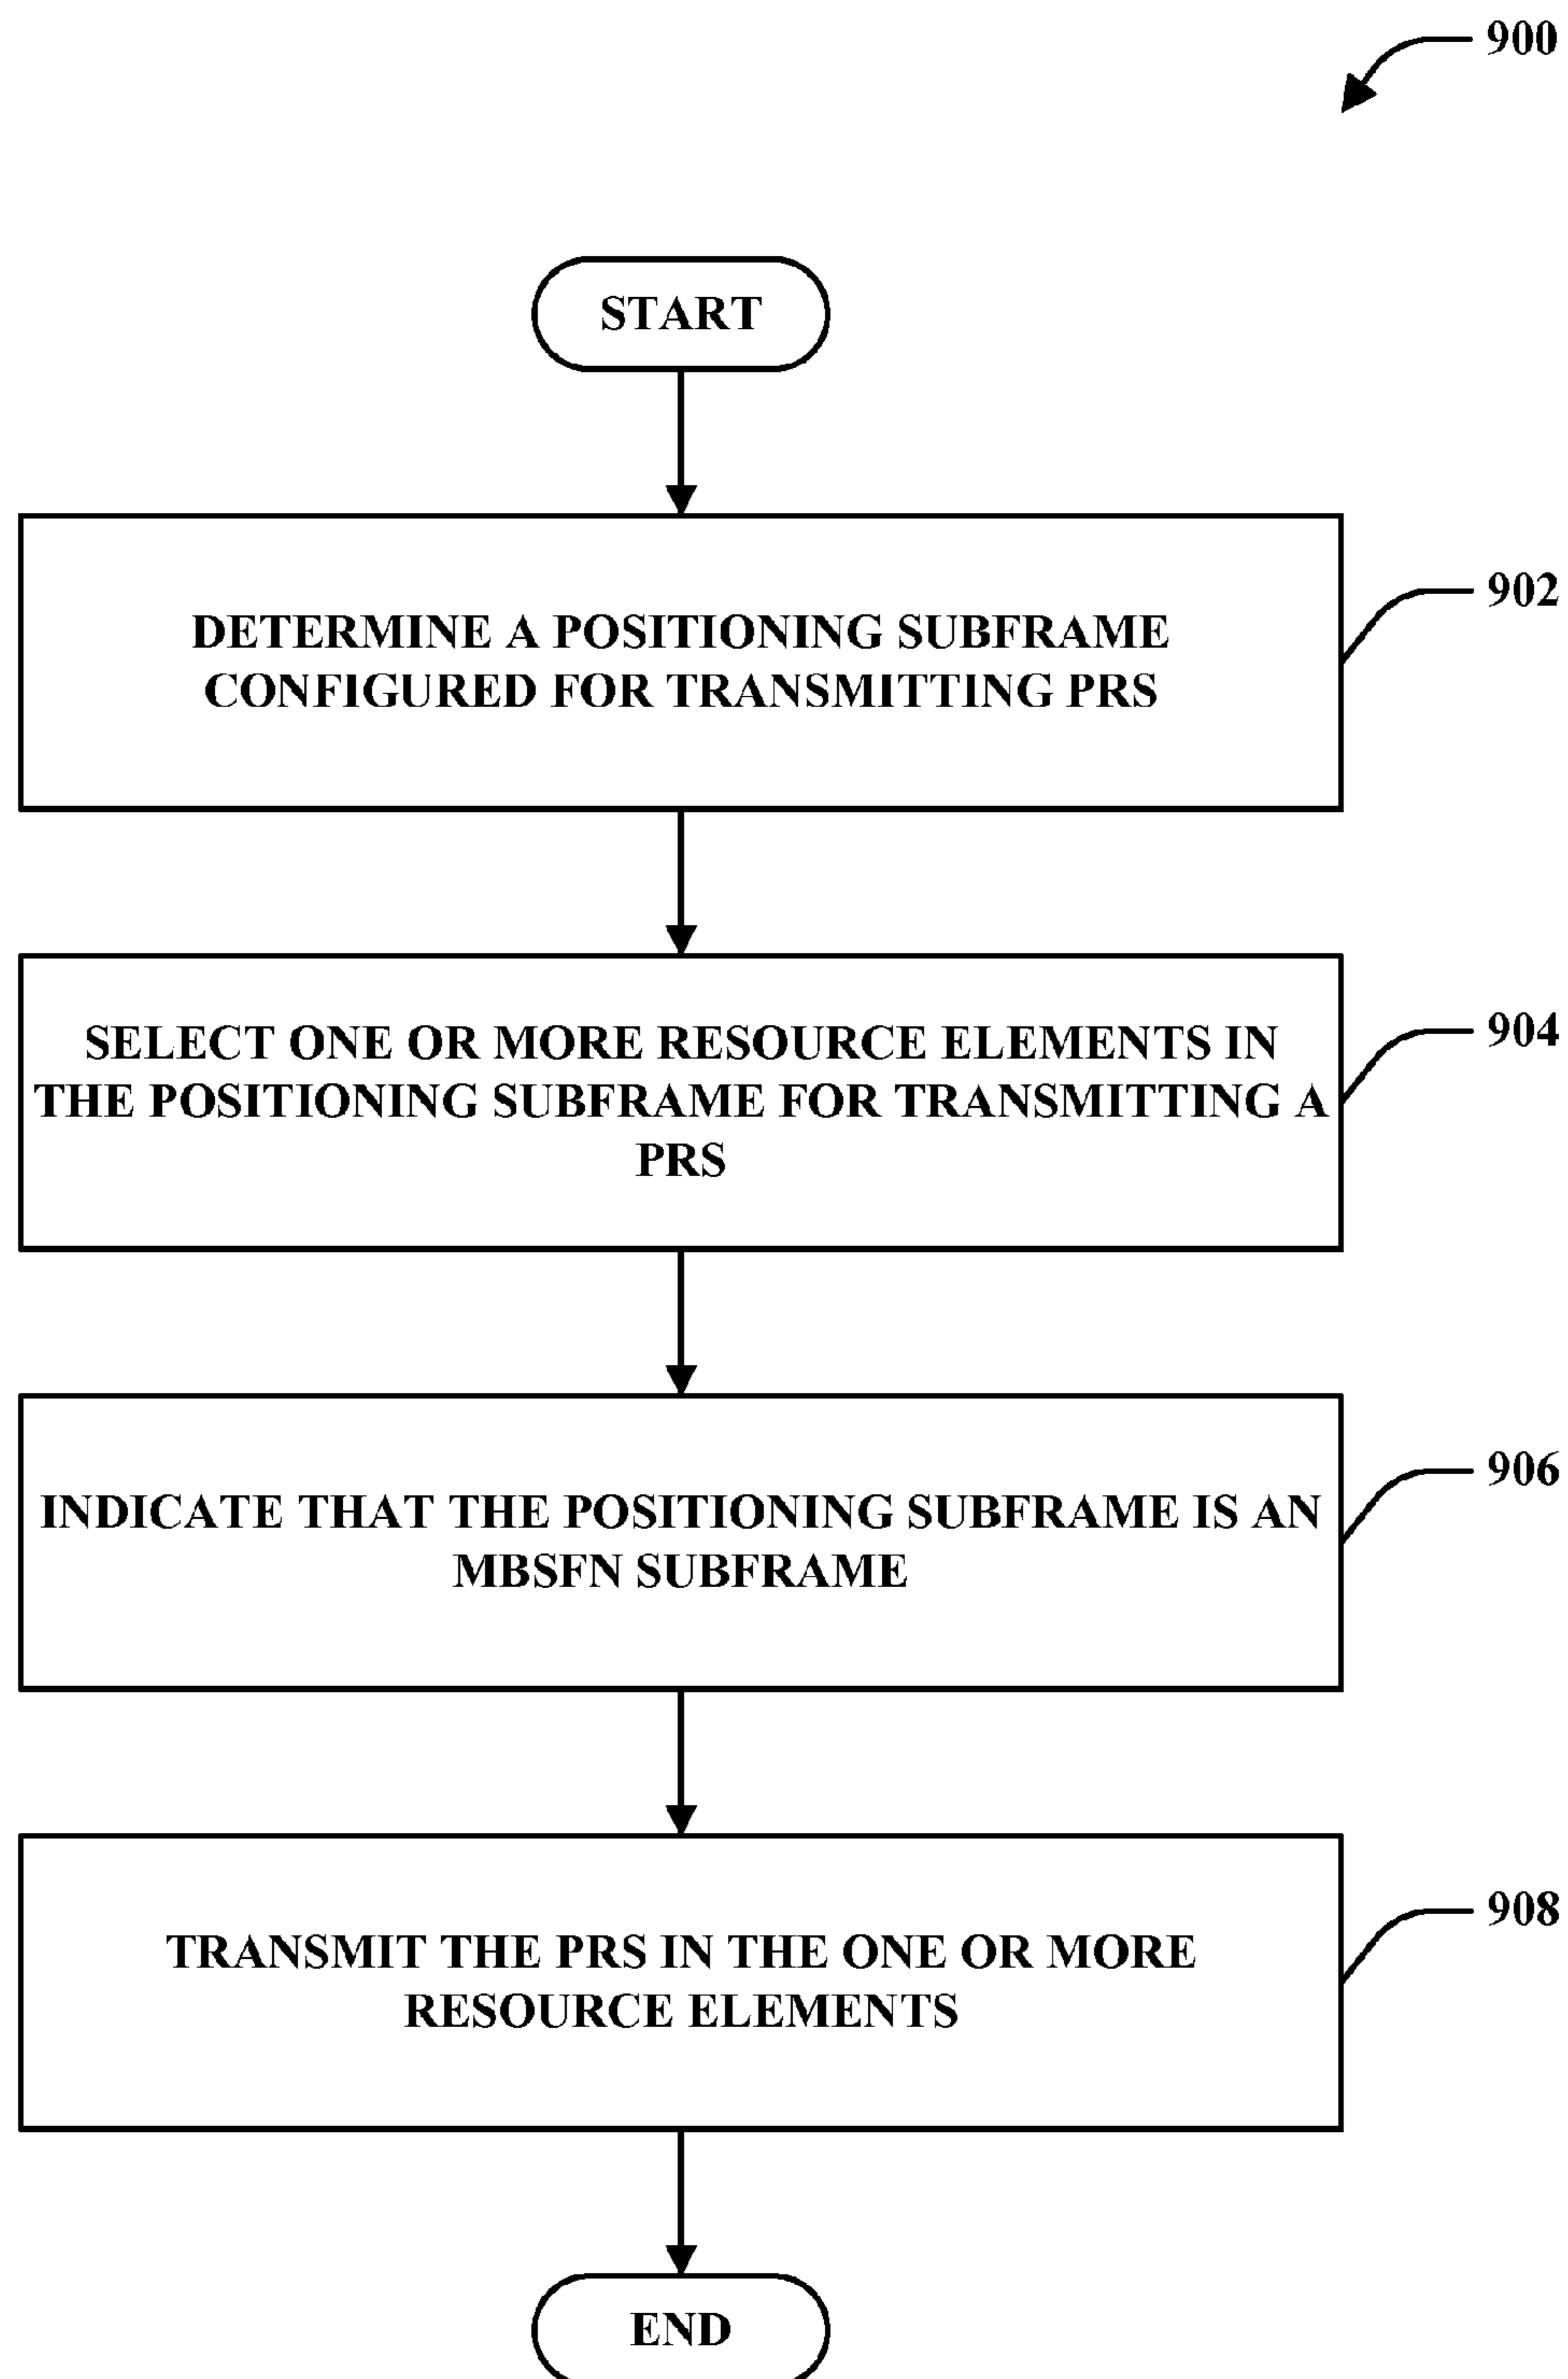 900
START
902
DETERMINE A POSITIONING SUBFRAME
CONFIGURED FOR TRANSMITTING PRS
904
SELECT ONE OR MORE RESOURCE ELEMENTS IN
THE POSITIONING SUBFRAME FOR TRANSMITTING A
PRS
906
INDICATE THAT THE POSITIONING SUBFRAME IS AN
MBSFN SUBFRAME
908
TRANSMIT THE PRS IN THE ONE OR MORE
RESOURCE ELEMENTS
END